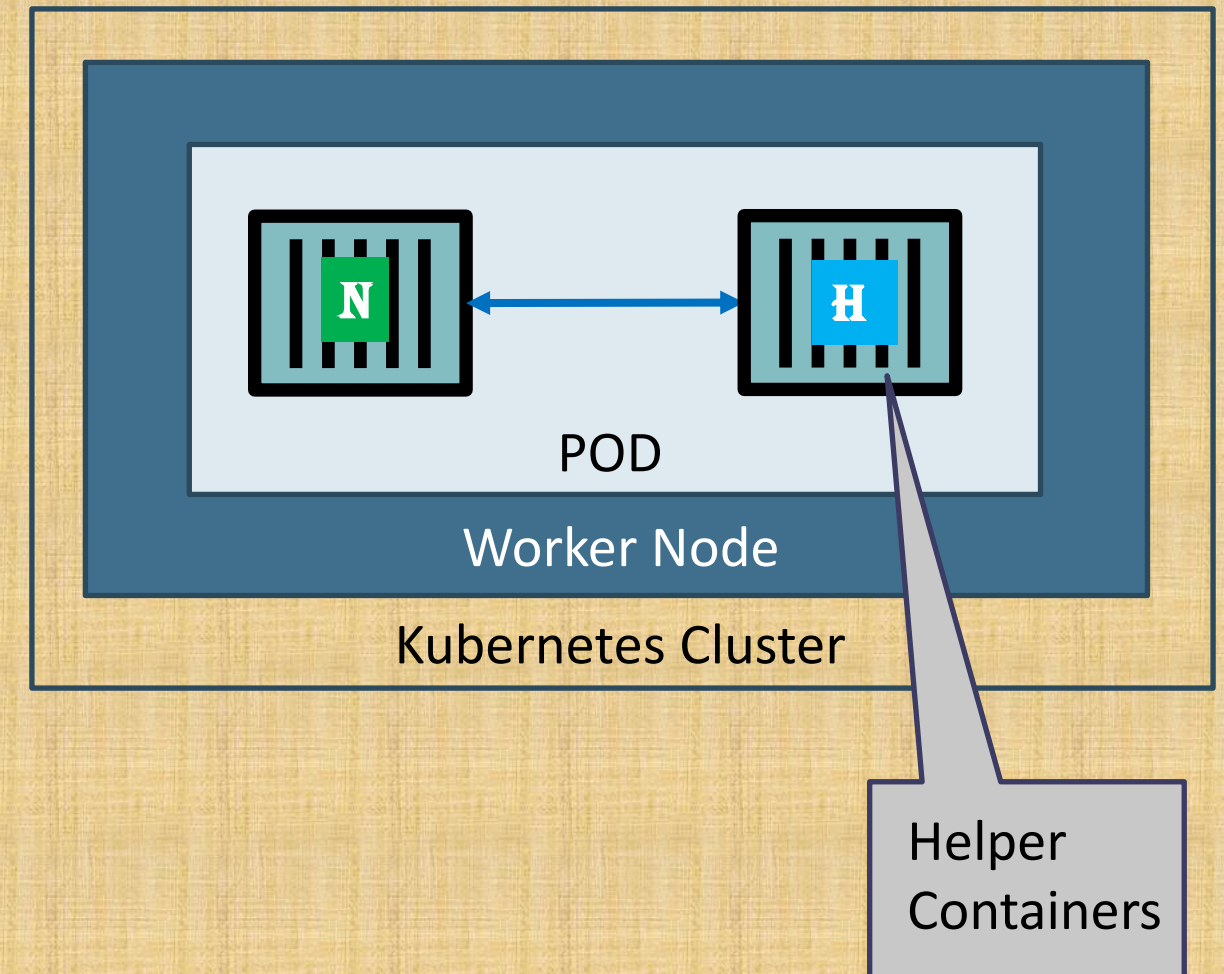 N
H
POD
Worker Node
Kubernetes Cluster
Helper
Containers